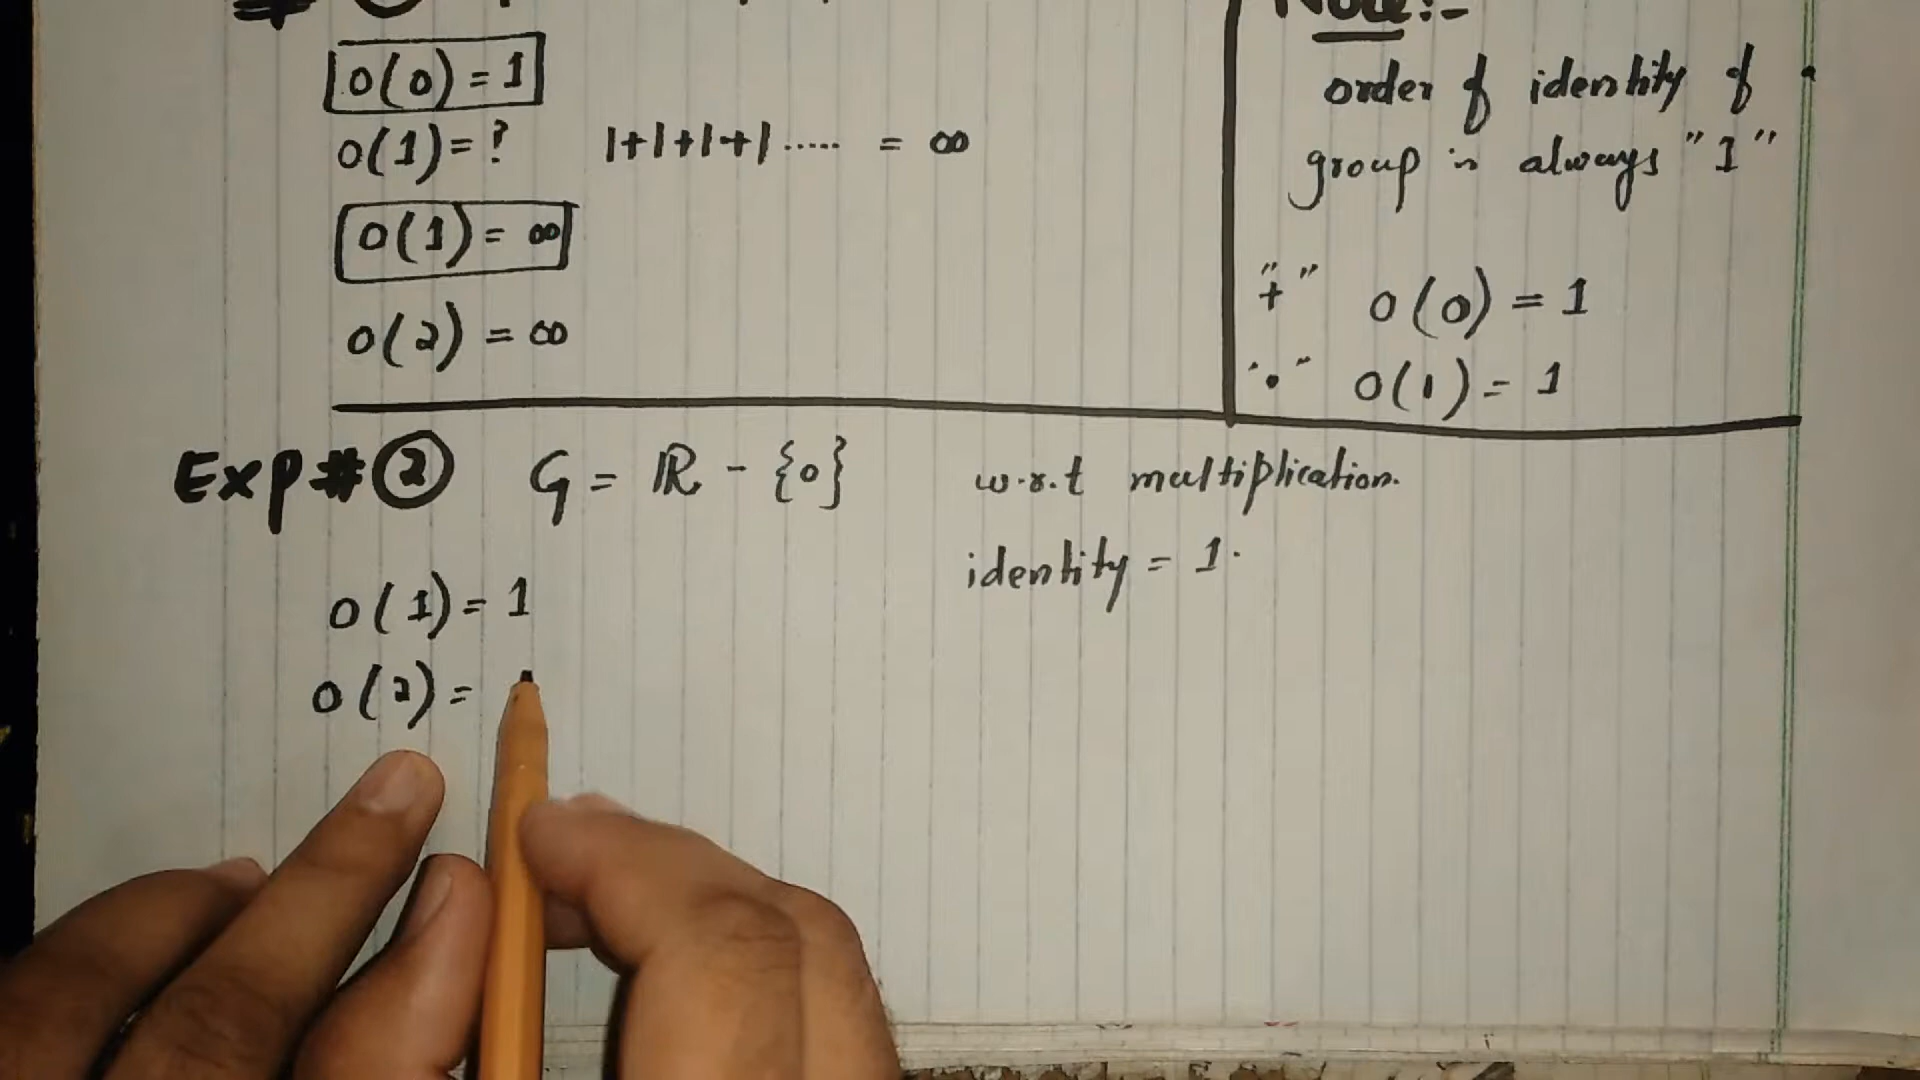 o(0) = 1
o(1) = ? 1+1+1+1..... = ∞
o(1) = ∞
o(2) = ∞
Note:-
order of identity of a
group is always "1"
"+" o(0) = 1
"•" o(1) = 1
Exp # 2 G = ℝ - {0} w.r.t multiplication.
identity = 1.
o(1) = 1
o(2) =